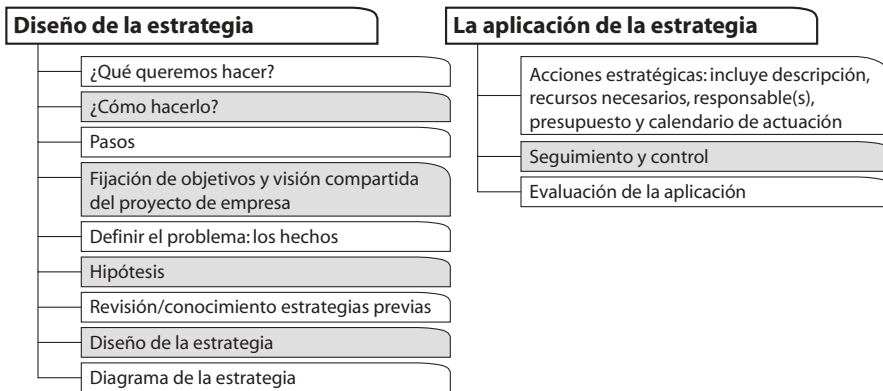 Diseño de la estrategia
¿Qué queremos hacer?
¿Cómo hacerlo?
Pasos
Fijación de objetivos y visión compartida
del proyecto de empresa
Definir el problema: los hechos
Hipótesis
Revisión/conocimiento estrategias previas
Diseño de la estrategia
Diagrama de la estrategia
La aplicación de la estrategia
Acciones estratégicas: incluye descripción,
recursos necesarios, responsable(s),
presupuesto y calendario de actuación
Seguimiento y control
Evaluación de la aplicación